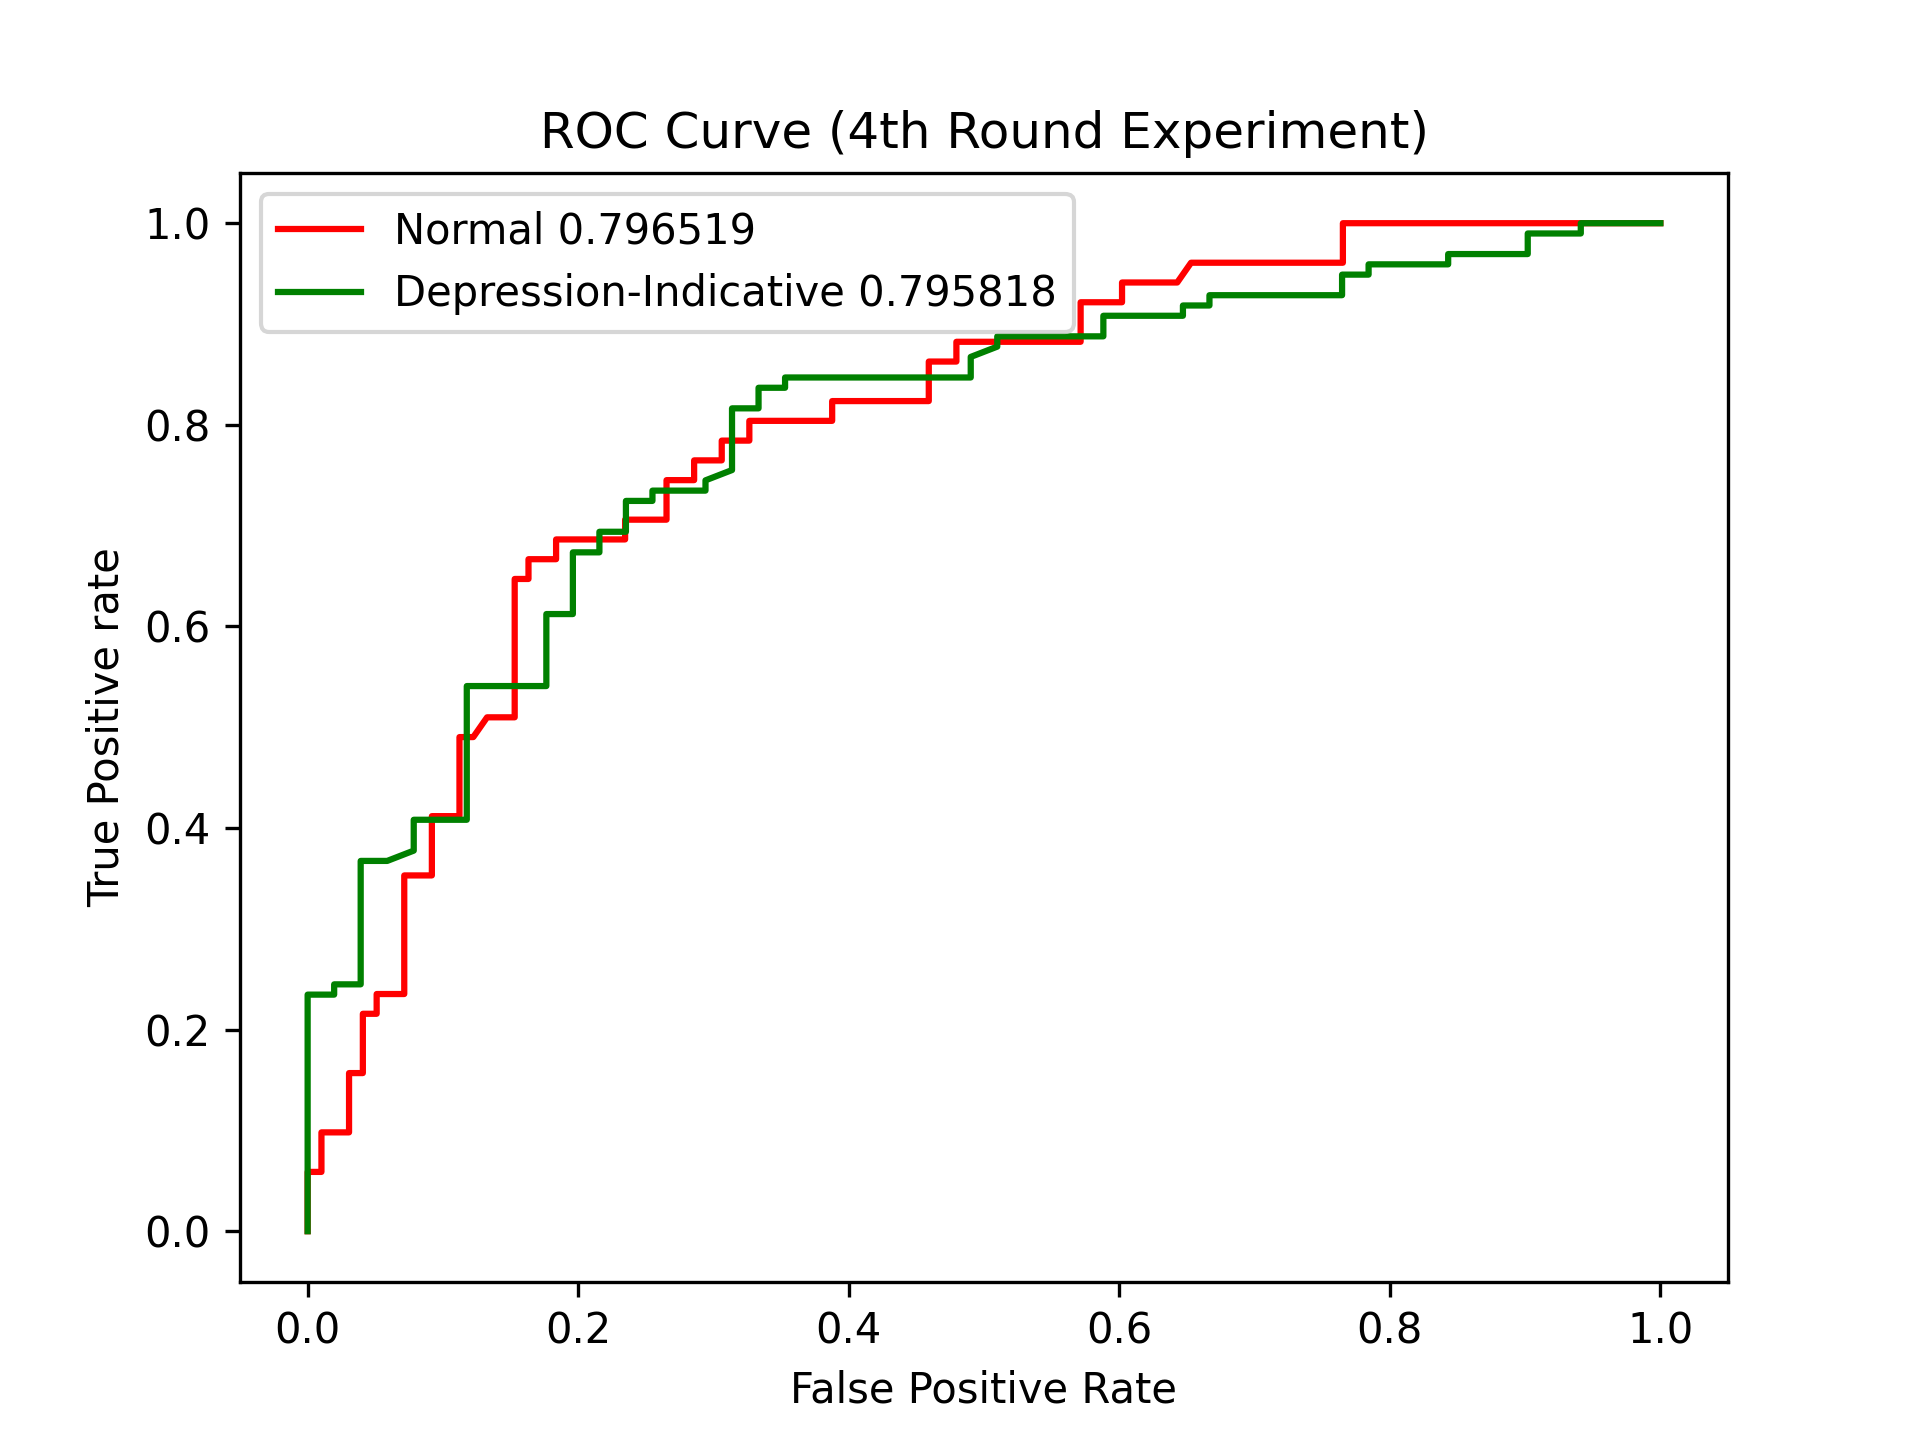 ROC Curve (4th Round Experiment)
Normal 0.796519
Depression-Indicative 0.795818
True Positive rate
1.0
0.8
0.6
0.4
0.2
0.0
0.0 0.2 0.4 0.6 0.8 1.0
False Positive Rate